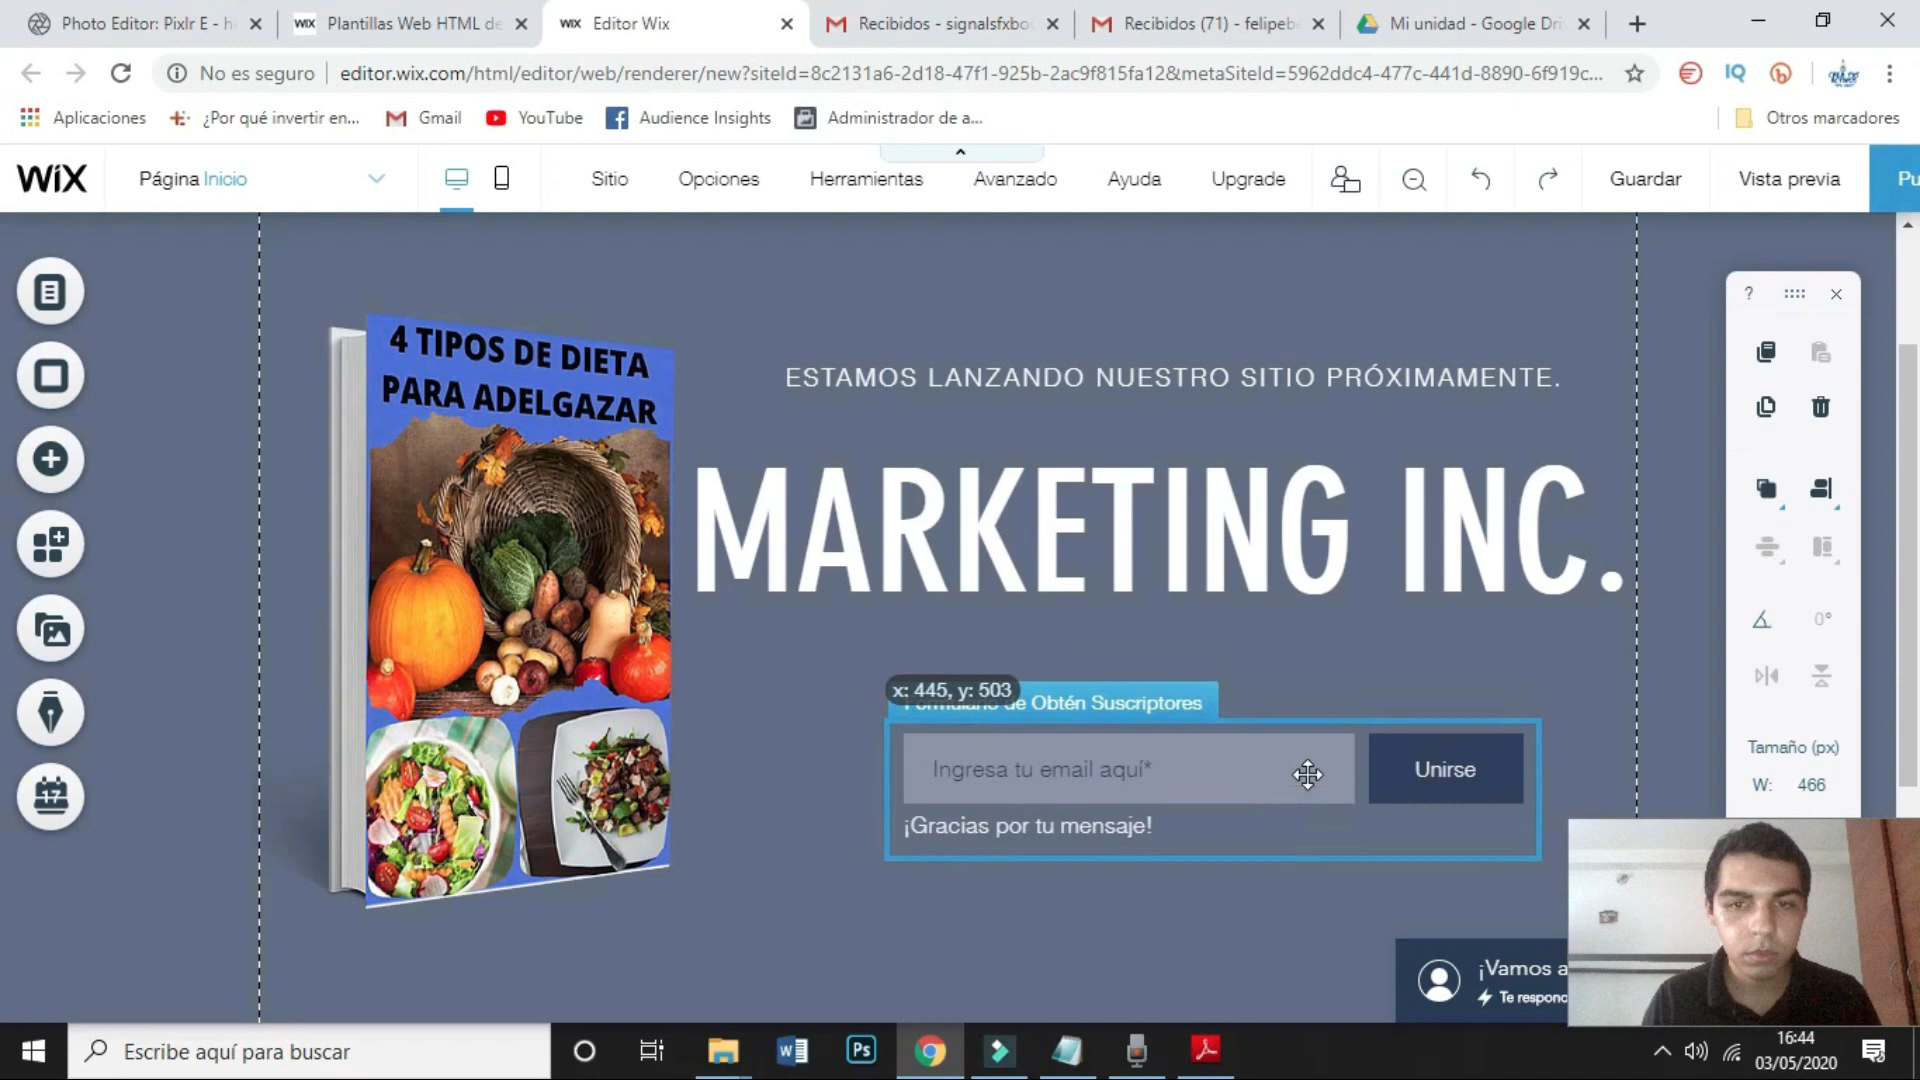 Photo Editor: Pixlr E - h
Plantillas Web HTML de
Editor Wix
Recibidos - signalsfxbou
Recibidos (71) - felipeb
Mi unidad - Google Dri
No es seguro
editor.wix.com/html/editor/web/renderer/new?siteId=8c2131a6-2d18-47f1-925b-2ac9f815fa12&metaSiteId=5962ddc4-477c-441d-8890-6f919c...
Aplicaciones
¿Por qué invertir en...
Gmail
YouTube
Audience Insights
Administrador de a...
Otros marcadores
WiX
Página Inicio
Sitio
Opciones
Herramientas
Avanzado
Ayuda
Upgrade
Guardar
Vista previa
Pu
4 TIPOS DE DIETA
PARA ADELGAZAR
ESTAMOS LANZANDO NUESTRO SITIO PRÓXIMAMENTE.
MARKETING INC.
x: 445, y: 503
Formulario de Obtén Suscriptores
Ingresa tu email aquí*
Unirse
¡Gracias por tu mensaje!
?
0°
Tamaño (px)
W: 466
17
¡Vamos a
Te respond
Escribe aquí para buscar
Ps
16:44
03/05/2020